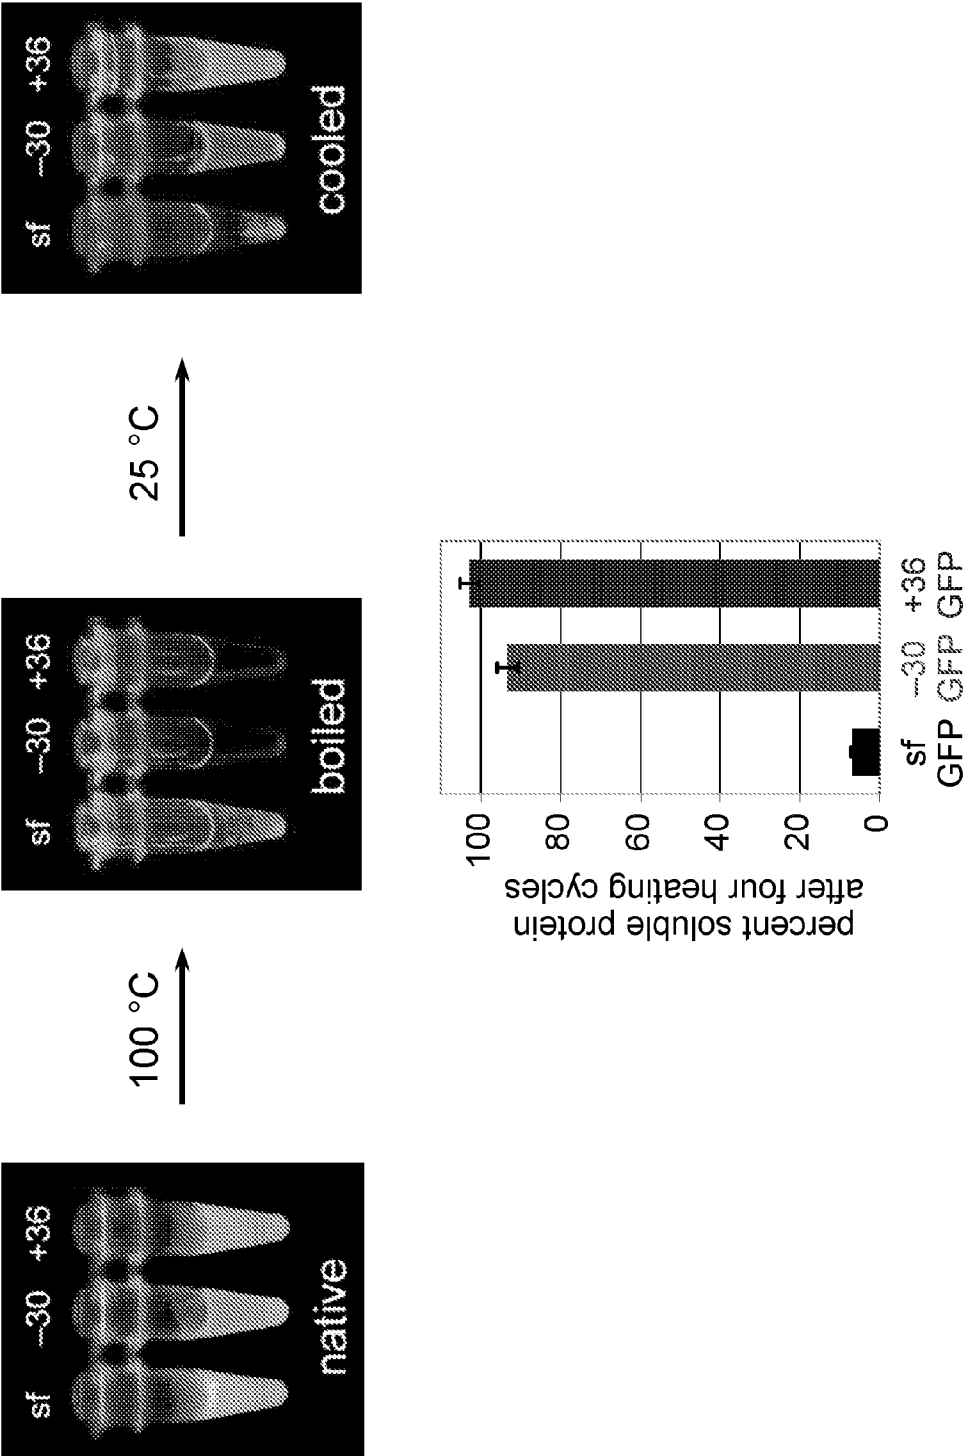 sf –30 +36
native
100 °C
sf –30 +36
boiled
25 °C
sf –30 +36
cooled
percent soluble protein
after four heating cycles
100
80
60
40
20
0
sf –30 +36
GFP GFP GFP